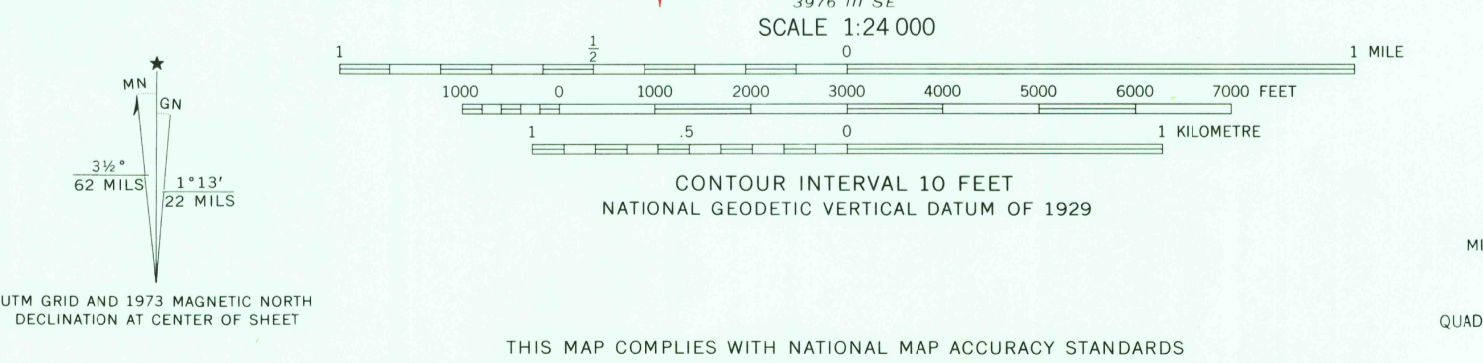 3976 III SE
SCALE 1:24 000
1 1/2 0 1 MILE
1000 0 1000 2000 3000 4000 5000 6000 7000 FEET
1 .5 0 1 KILOMETRE
CONTOUR INTERVAL 10 FEET
NATIONAL GEODETIC VERTICAL DATUM OF 1929
★
MN
GN
3½°
62 MILS
1°13′
22 MILS
UTM GRID AND 1973 MAGNETIC NORTH
DECLINATION AT CENTER OF SHEET
THIS MAP COMPLIES WITH NATIONAL MAP ACCURACY STANDARDS
MI
QUAD